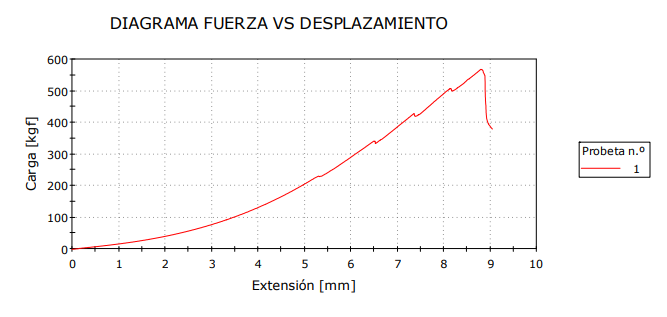 DIAGRAMA FUERZA VS DESPLAZAMIENTO
600
500
400
300
200
100
0
Carga [kgf]
0 1 2 3 4 5 6 7 8 9 10
Extensión [mm]
Probeta n.º
1